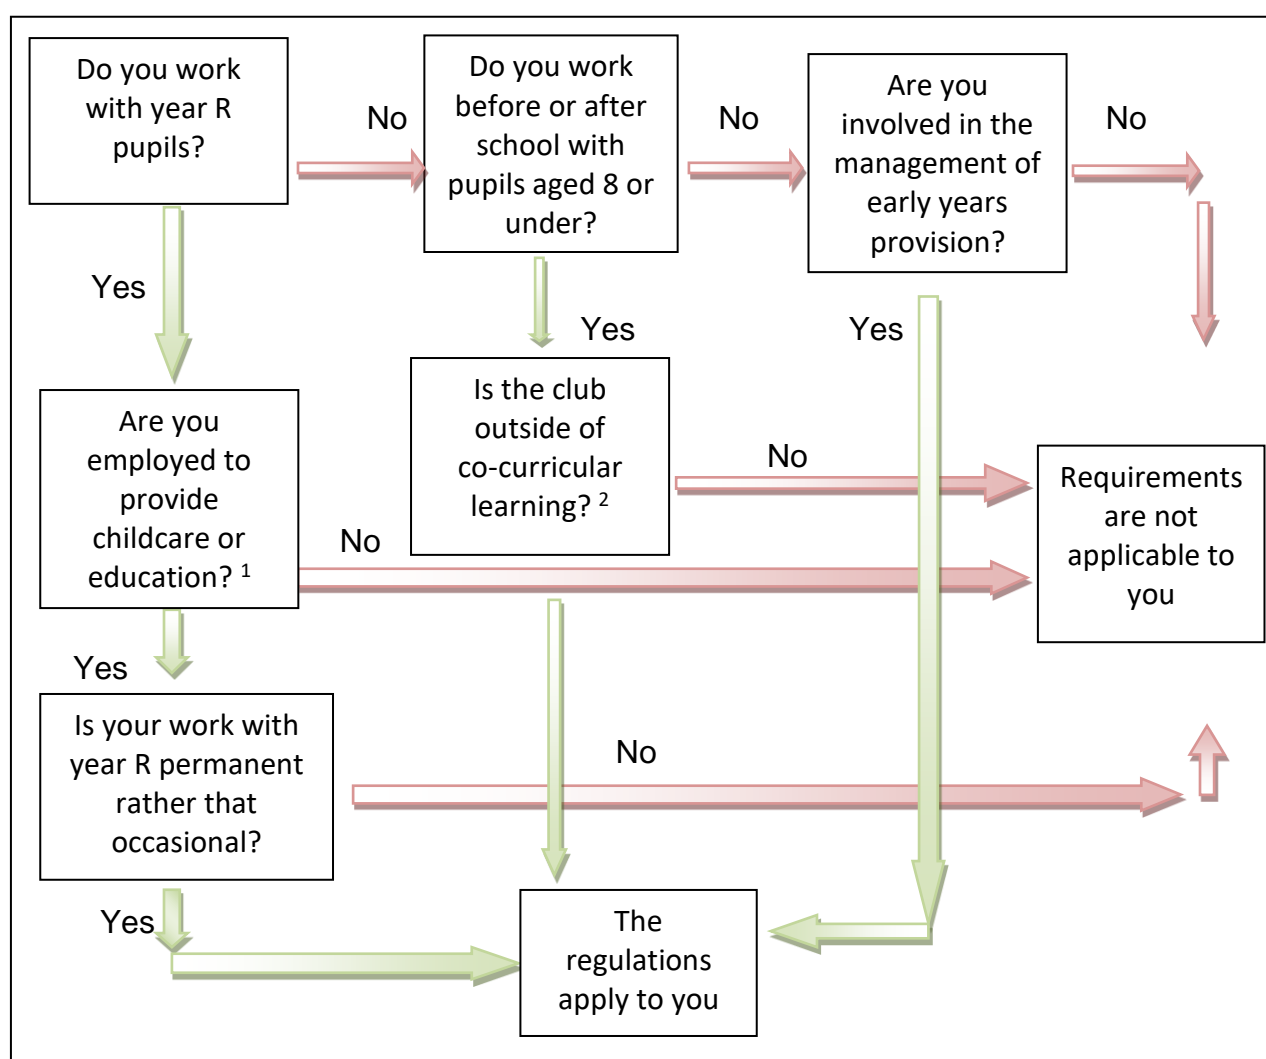 Do you work
with year R
pupils?
No
Do you work
before or after
school with
pupils aged 8 or
under?
No
Are you
involved in the
management of
early years
provision?
No
Yes
Yes
Yes
Are you
employed to
provide
childcare or
education? 1
Is the club
outside of
co-curricular
learning? 2
No
No
Requirements
are not
applicable to
you
Yes
Is your work with
year R permanent
rather that
occasional?
No
Yes
The
regulations
apply to you